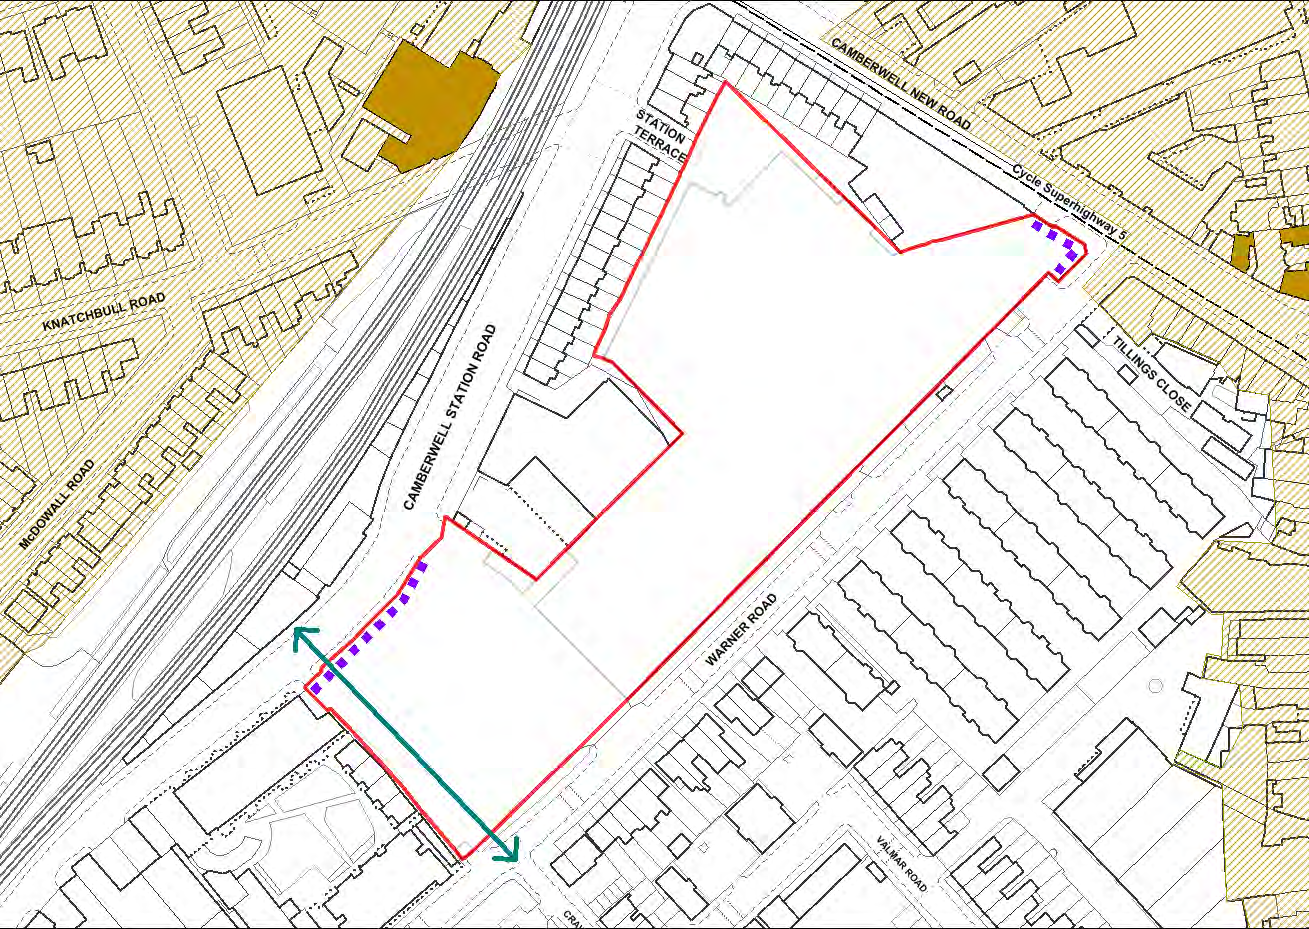 CAMBERWELL NEW ROAD
STATION
TERRACE
Cycle Superhighway 5
KNATCHBULL ROAD
CAMBERWELL STATION ROAD
TILLINGS CLOSE
McDOWALL ROAD
WARNER ROAD
VALMAR ROAD